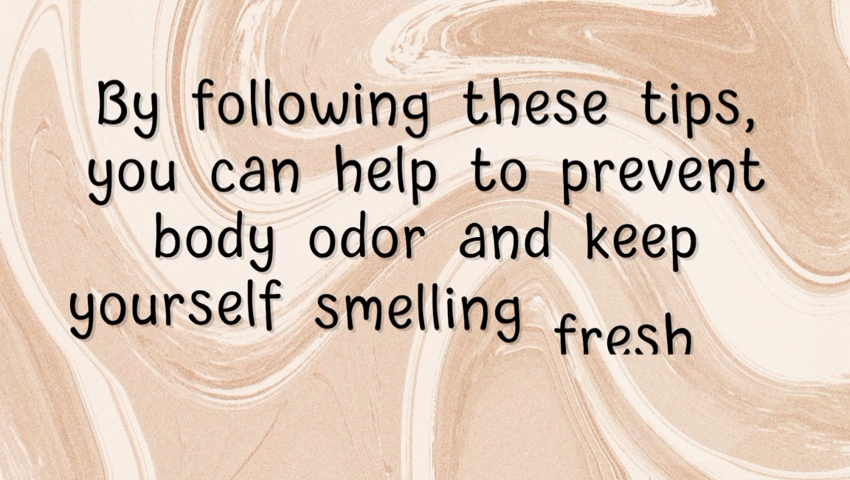 By following these tips,
you can help to prevent
body odor and keep
yourself smelling fresh